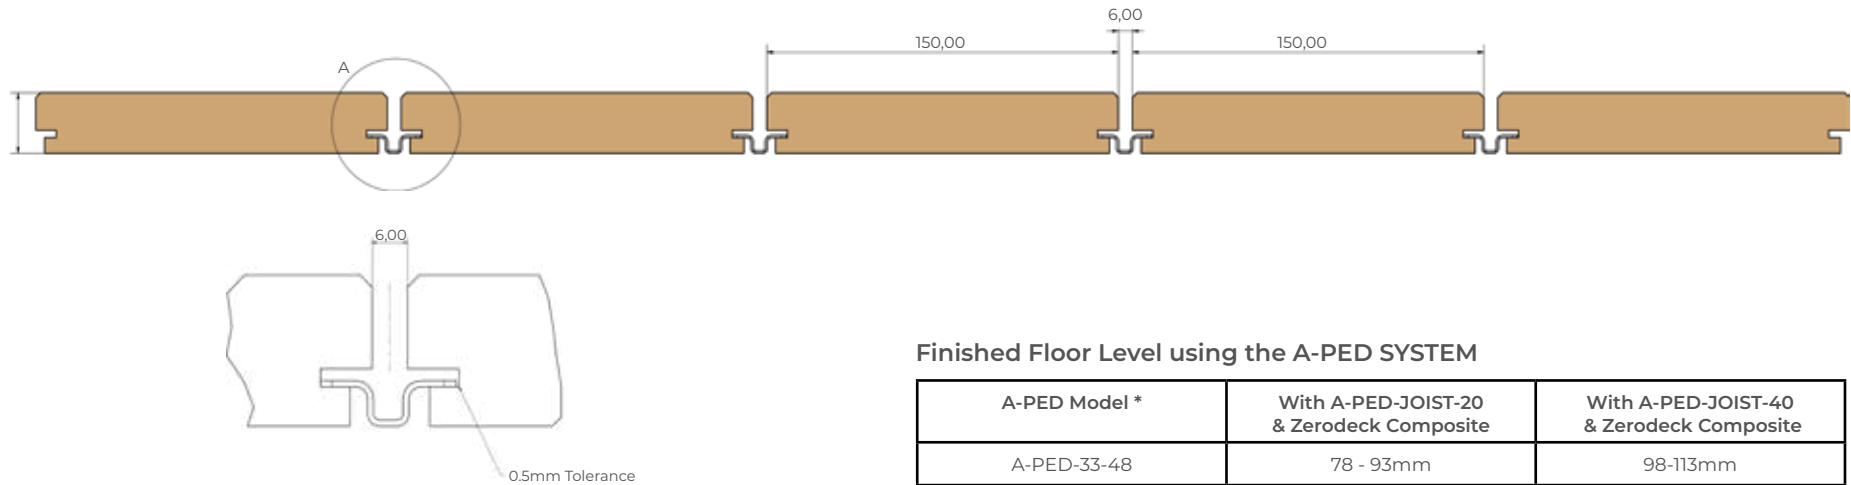 6,00
150,00
150,00
A
6,00
0.5mm Tolerance
Finished Floor Level using the A-PED SYSTEM
A-PED Model *
With A-PED-JOIST-20
& Zerodeck Composite
With A-PED-JOIST-40
& Zerodeck Composite
A-PED-33-48
78 - 93mm
98-113mm